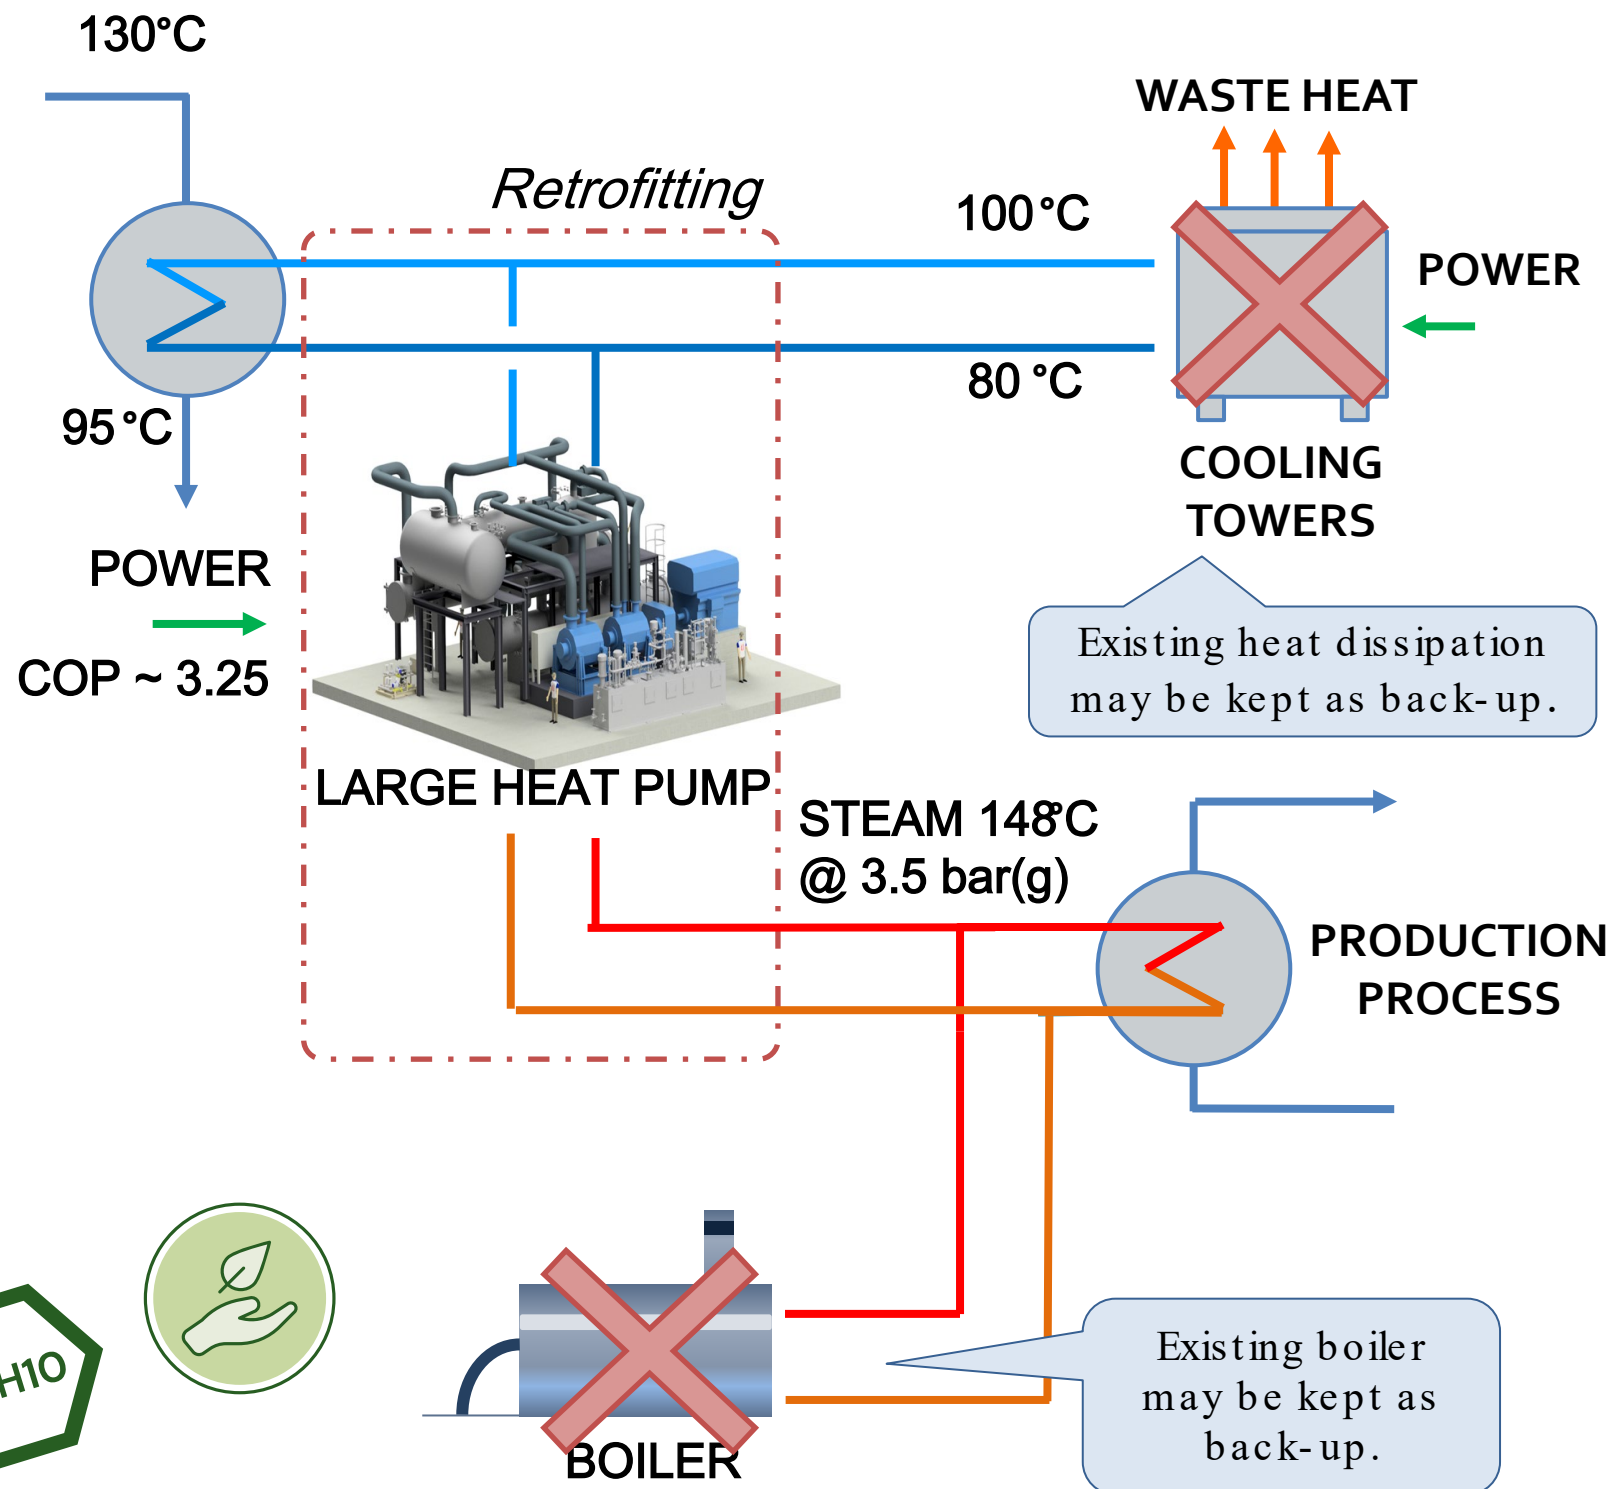 130°C
WASTE HEAT
Retrofitting
100°C
POWER
80 °C
95°C
COOLING
TOWERS
POWER
COP ~ 3.25
Existing heat dissipation
may be kept as back-up.
LARGE HEAT PUMP
STEAM 148°C
@ 3.5 bar(g)
PRODUCTION
PROCESS
H10
Existing boiler
may be kept as
back-up.
BOILER